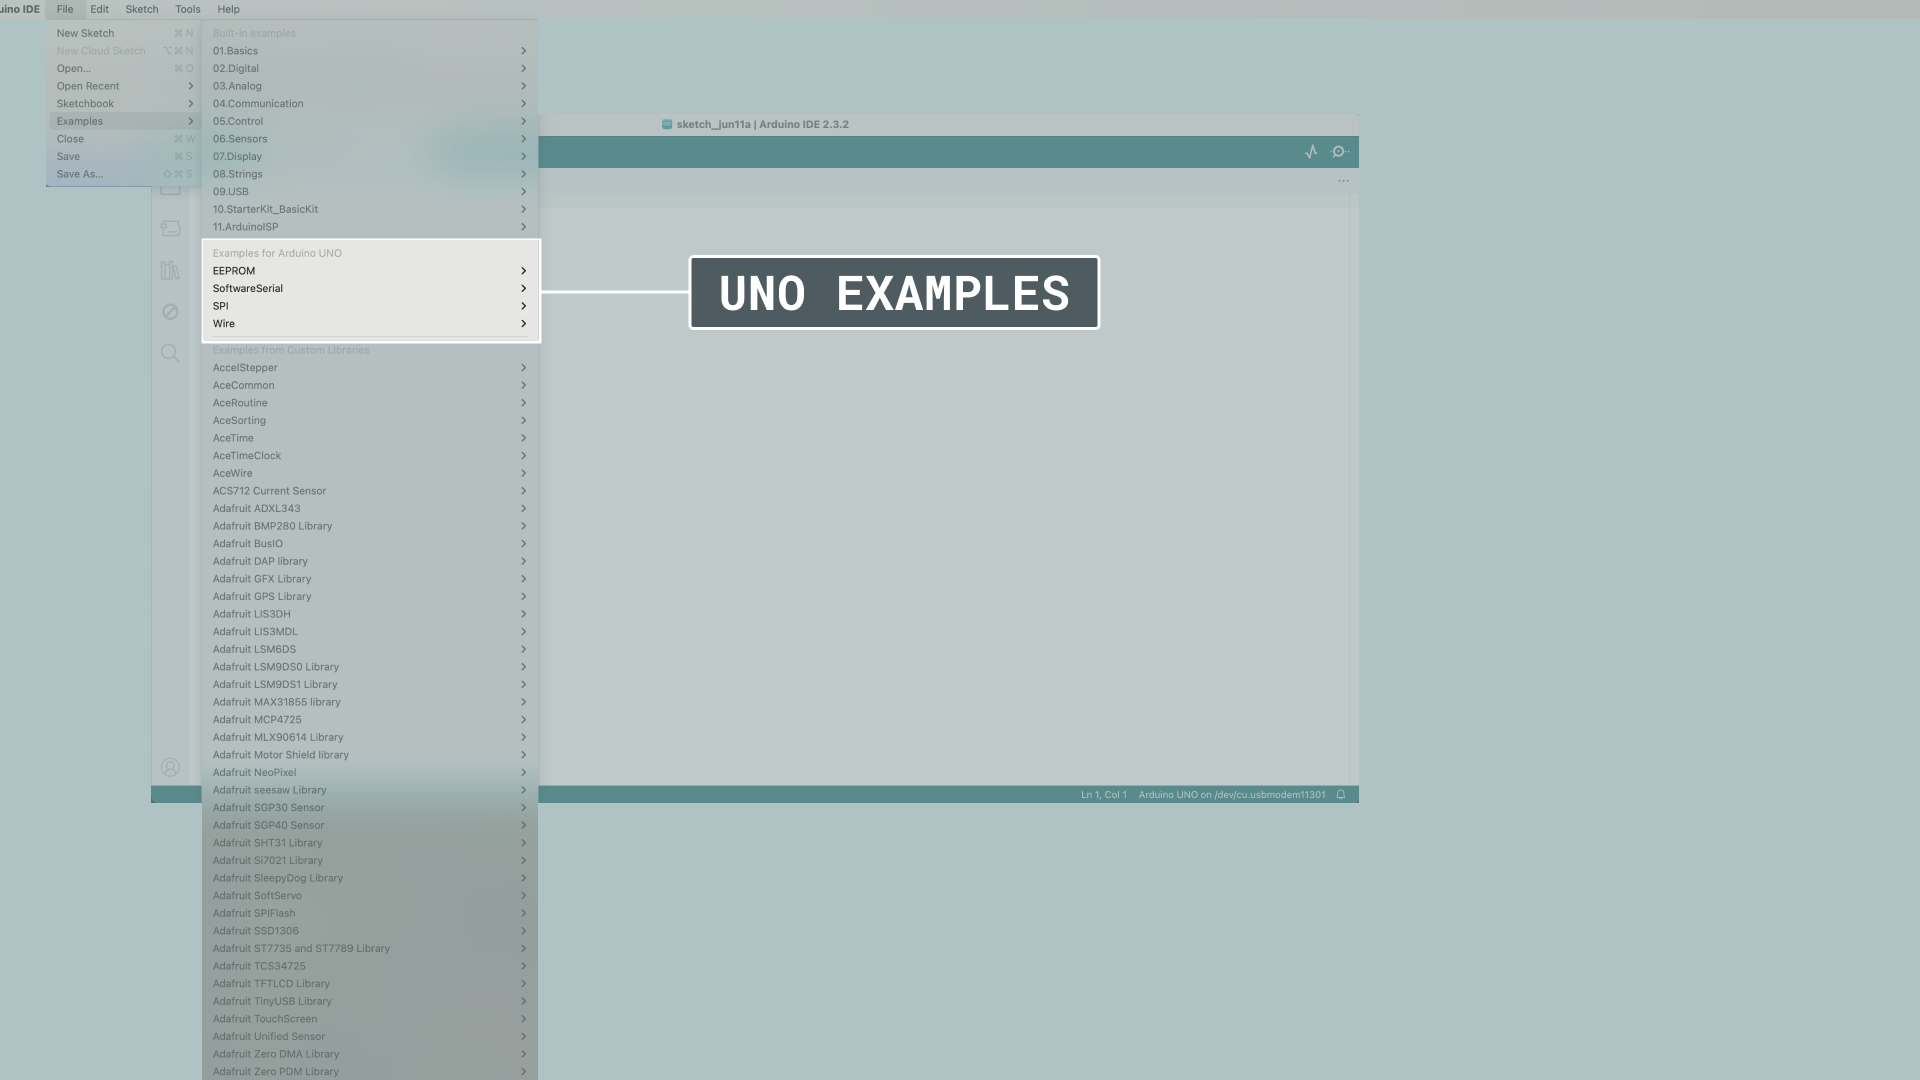 uino IDE File Edit Sketch Tools Help
New Sketch ⌘ N
New Cloud Sketch ⌥ ⌘ N
Open... ⌘ O
Open Recent
Sketchbook
Examples
Close ⌘ W
Save ⌘ S
Save As... ⇧ ⌘ S
Built-in examples
01.Basics
02.Digital
03.Analog
04.Communication
05.Control
06.Sensors
07.Display
08.Strings
09.USB
10.StarterKit_BasicKit
11.ArduinoISP
Examples for Arduino UNO
EEPROM
SoftwareSerial
SPI
Wire
Examples from Custom Libraries
AccelStepper
AceCommon
AceRoutine
AceSorting
AceTime
AceTimeClock
AceWire
ACS712 Current Sensor
Adafruit ADXL343
Adafruit BMP280 Library
Adafruit BusIO
Adafruit DAP library
Adafruit GFX Library
Adafruit GPS Library
Adafruit LIS3DH
Adafruit LIS3MDL
Adafruit LSM6DS
Adafruit LSM9DS0 Library
Adafruit LSM9DS1 Library
Adafruit MAX31855 library
Adafruit MCP4725
Adafruit MLX90614 Library
Adafruit Motor Shield library
Adafruit NeoPixel
Adafruit seesaw Library
Adafruit SGP30 Sensor
Adafruit SGP40 Sensor
Adafruit SHT31 Library
Adafruit Si7021 Library
Adafruit SleepyDog Library
Adafruit SoftServo
Adafruit SPIFlash
Adafruit SSD1306
Adafruit ST7735 and ST7789 Library
Adafruit TCS34725
Adafruit TFTLCD Library
Adafruit TinyUSB Library
Adafruit TouchScreen
Adafruit Unified Sensor
Adafruit Zero DMA Library
Adafruit Zero PDM Library
sketch_jun11a | Arduino IDE 2.3.2
UNO EXAMPLES
Ln 1, Col 1 Arduino UNO on /dev/cu.usbmodem11301